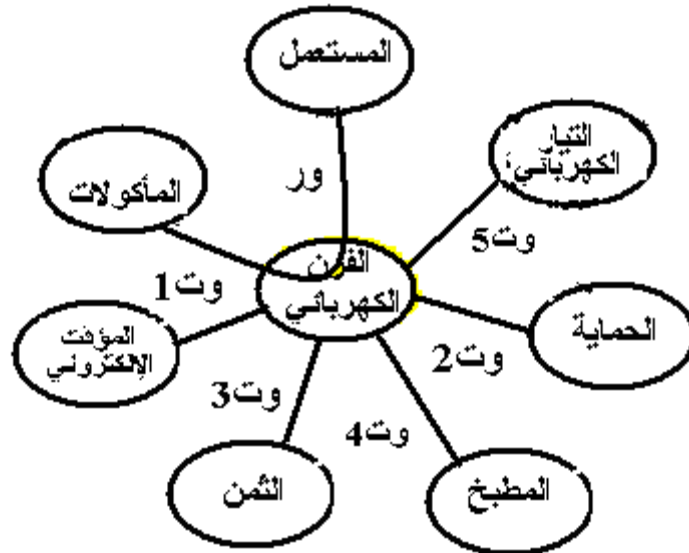 المستعمل
التيار
الكهربائي،
المأكولات
ور
وت5
الفرن
الكهربائي
وت1
المؤقت
الإلكتروني
الحماية
وت2
وت3
وت4
الثمن
المطبخ